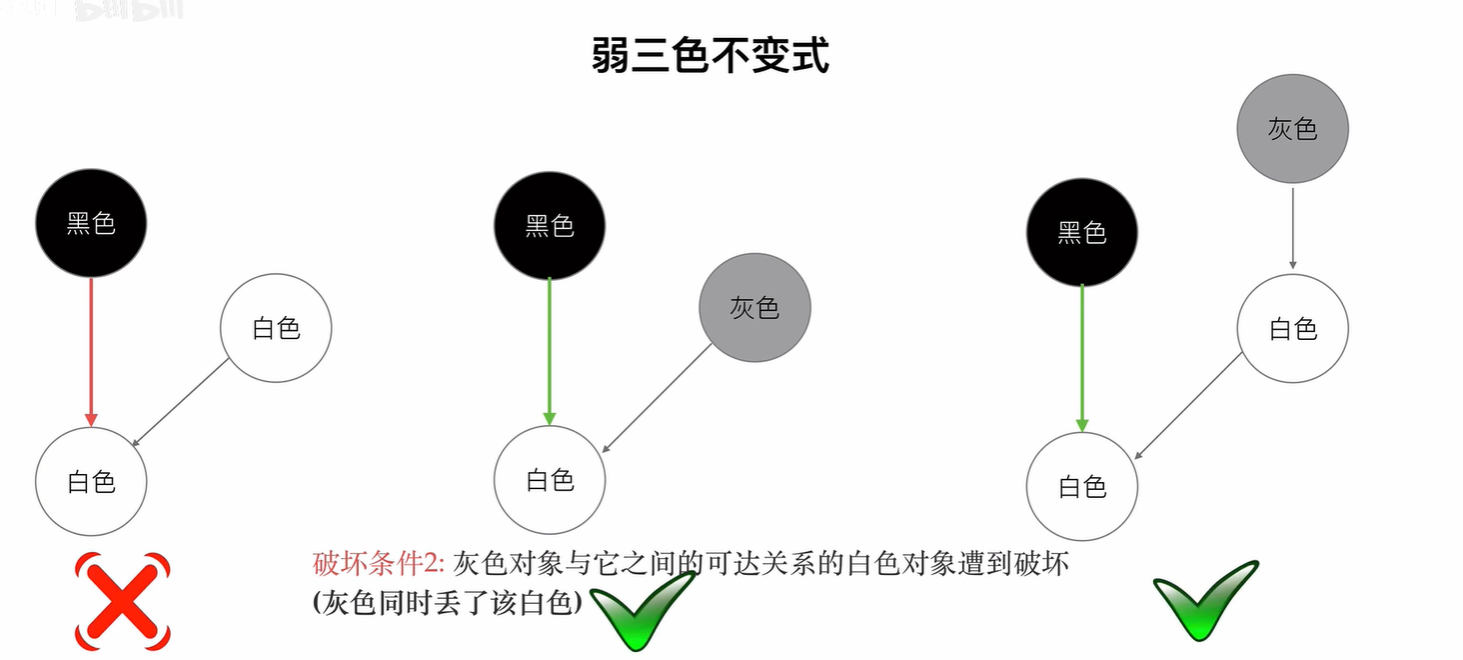 弱三色不变式
黑色
白色
白色
黑色
灰色
白色
灰色
黑色
白色
白色
破坏条件2: 灰色对象与它之间的可达关系的白色对象遭到破坏
(灰色同时丢了该白色)